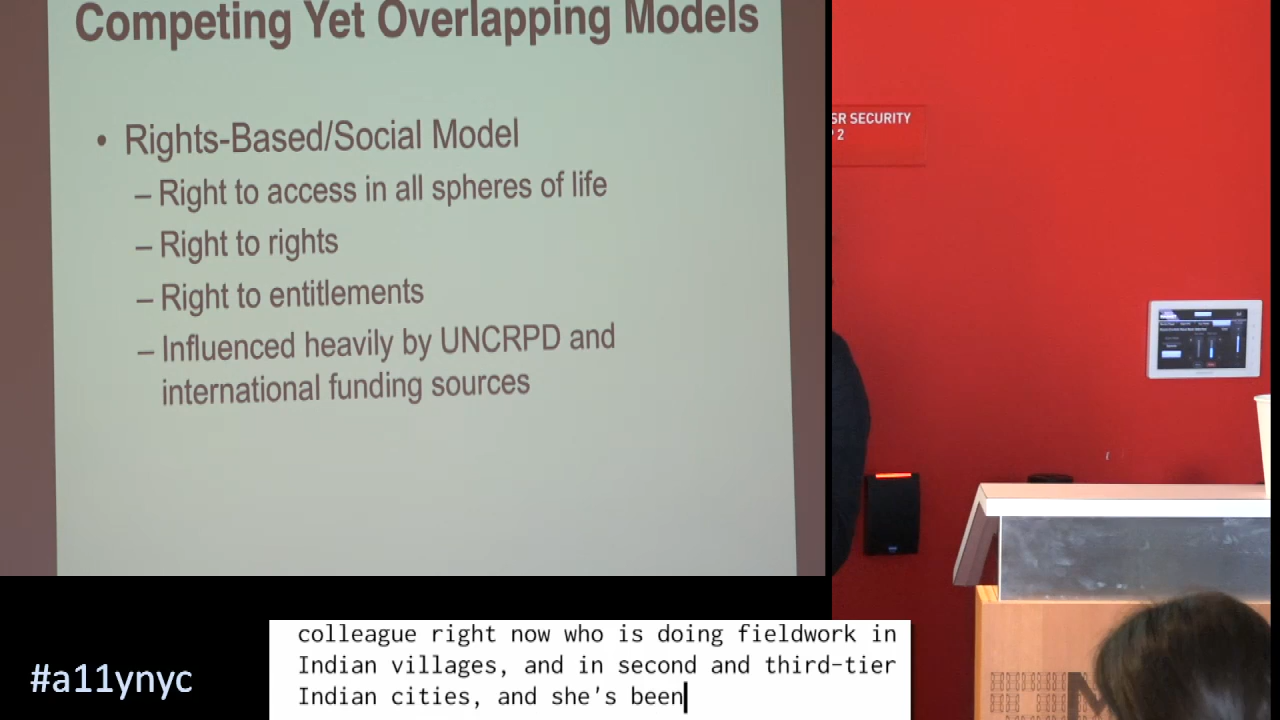 Competing Yet Overlapping Models
• Rights-Based/Social Model
– Right to access in all spheres of life
– Right to rights
– Right to entitlements
– Influenced heavily by UNCRPD and
international funding sources
SR SECURITY
2
colleague right now who is doing fieldwork in
Indian villages, and in second and third-tier
Indian cities, and she's been
#a11ynyc